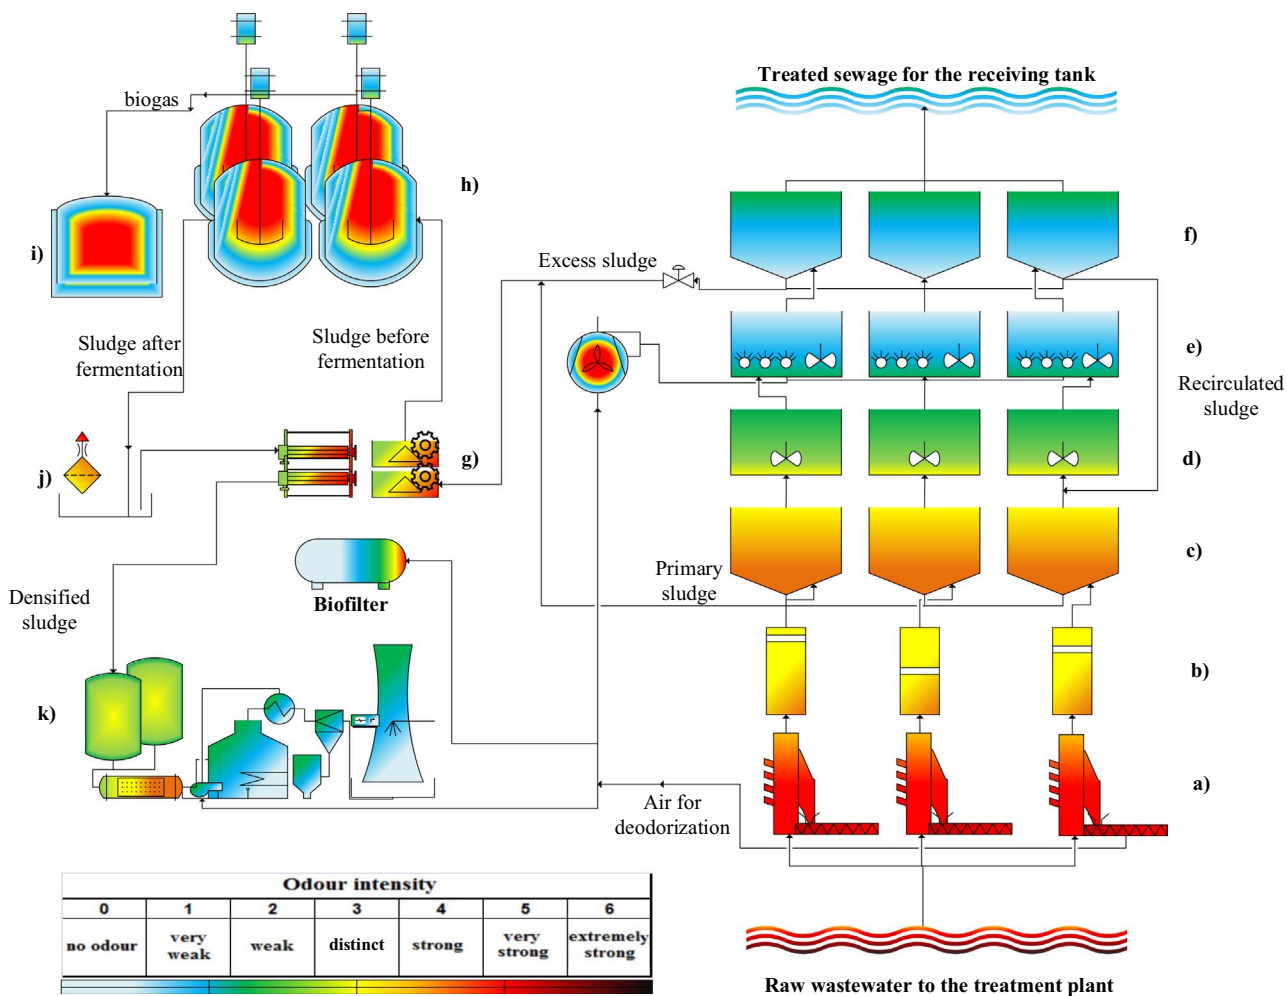 Treated sewage for the receiving tank
biogas
h)
i)
f)
Excess sludge
Sludge after
fermentation
Sludge before
fermentation
e)
Recirculated
sludge
j)
g)
d)
c)
Primary
sludge
Biofilter
Densified
sludge
b)
k)
a)
Air for
deodorization
Odour intensity
0 1 2 3 4 5 6
no odour very weak weak distinct strong very strong extremely strong
Raw wastewater to the treatment plant